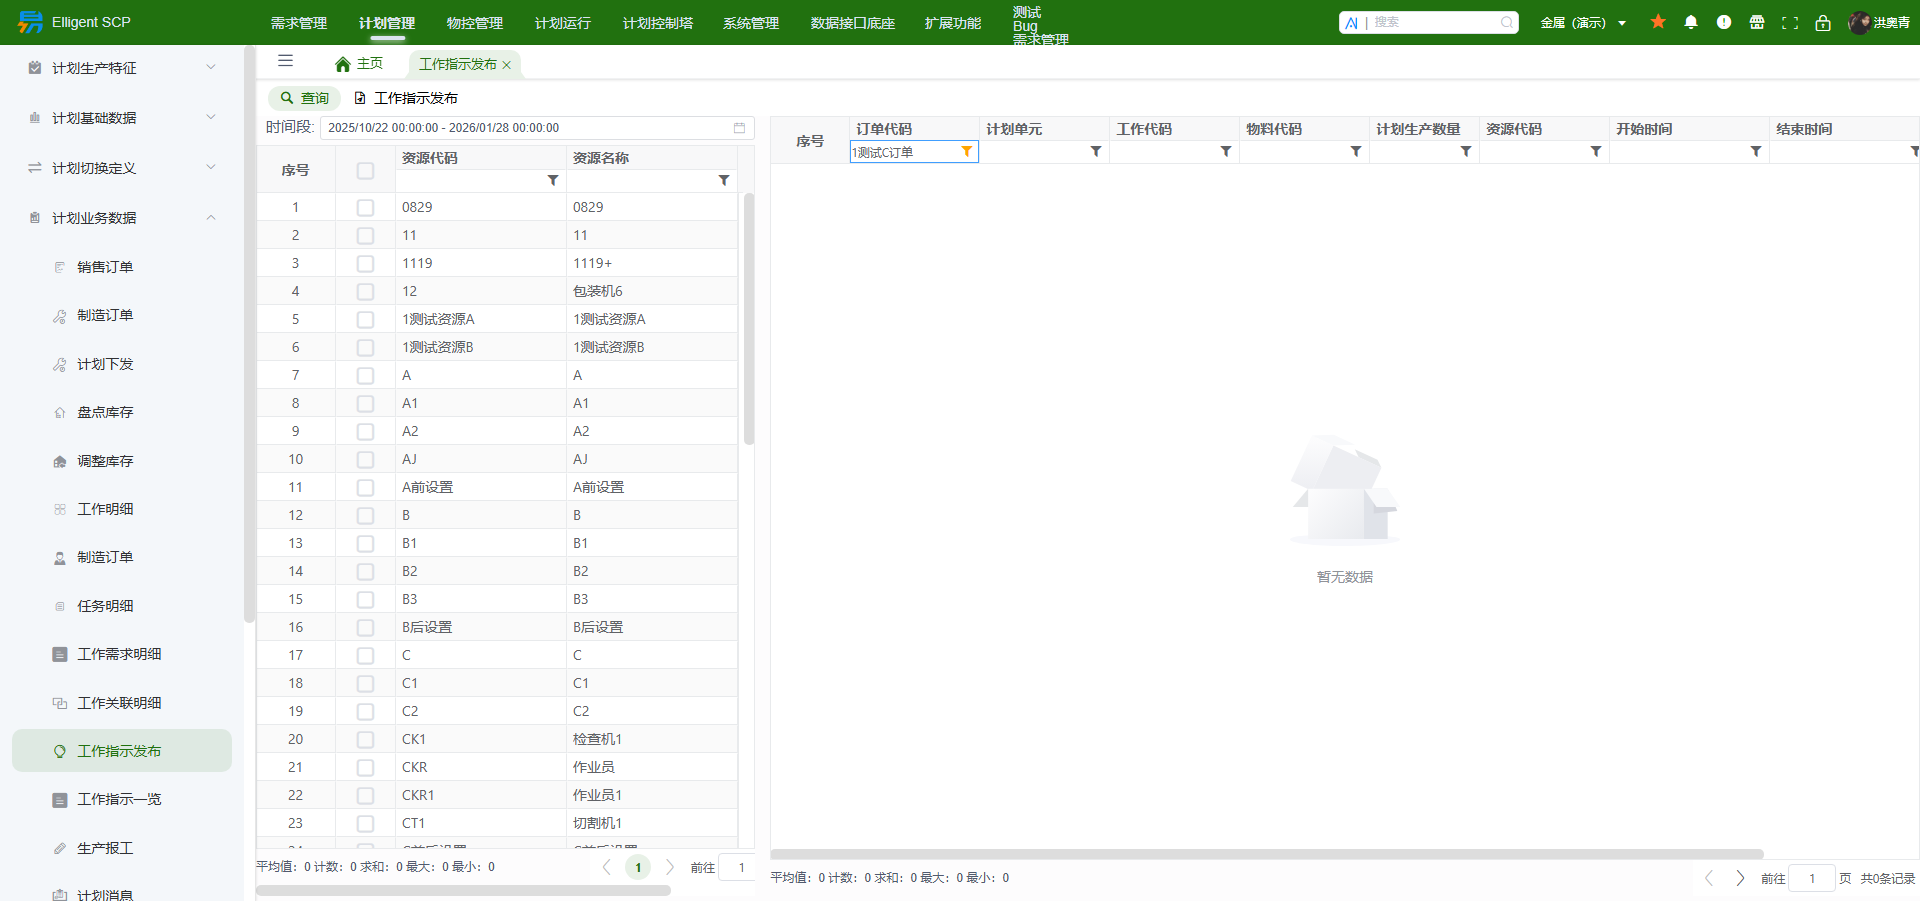 Elligent SCP
需求管理
计划管理
物控管理
计划运行
计划控制塔
系统管理
数据接口底座
扩展功能
测试
Bug
需求管理
AI | 搜索
金属（演示）
洪奥青
计划生产特征
计划基础数据
计划切换定义
计划业务数据
销售订单
制造订单
计划下发
盘点库存
调整库存
工作明细
制造订单
任务明细
工作需求明细
工作关联明细
工作指示发布
工作指示一览
生产报工
计划消息
主页
工作指示发布
查询
工作指示发布
时间段:
2025/10/22 00:00:00 - 2026/01/28 00:00:00
序号 资源代码 资源名称
1 0829 0829
2 11 11
3 1119 1119+
4 12 包装机6
5 1测试资源A 1测试资源A
6 1测试资源B 1测试资源B
7 A A
8 A1 A1
9 A2 A2
10 AJ AJ
11 A前设置 A前设置
12 B B
13 B1 B1
14 B2 B2
15 B3 B3
16 B后设置 B后设置
17 C C
18 C1 C1
19 C2 C2
20 CK1 检查机1
21 CKR 作业员
22 CKR1 作业员1
23 CT1 切割机1
平均值: 0 计数: 0 求和: 0 最大: 0 最小: 0
1
前往 1
序号 订单代码 计划单元 工作代码 物料代码 计划生产数量 资源代码 开始时间 结束时间
1测试C订单
暂无数据
平均值: 0 计数: 0 求和: 0 最大: 0 最小: 0
前往 1 页 共0条记录